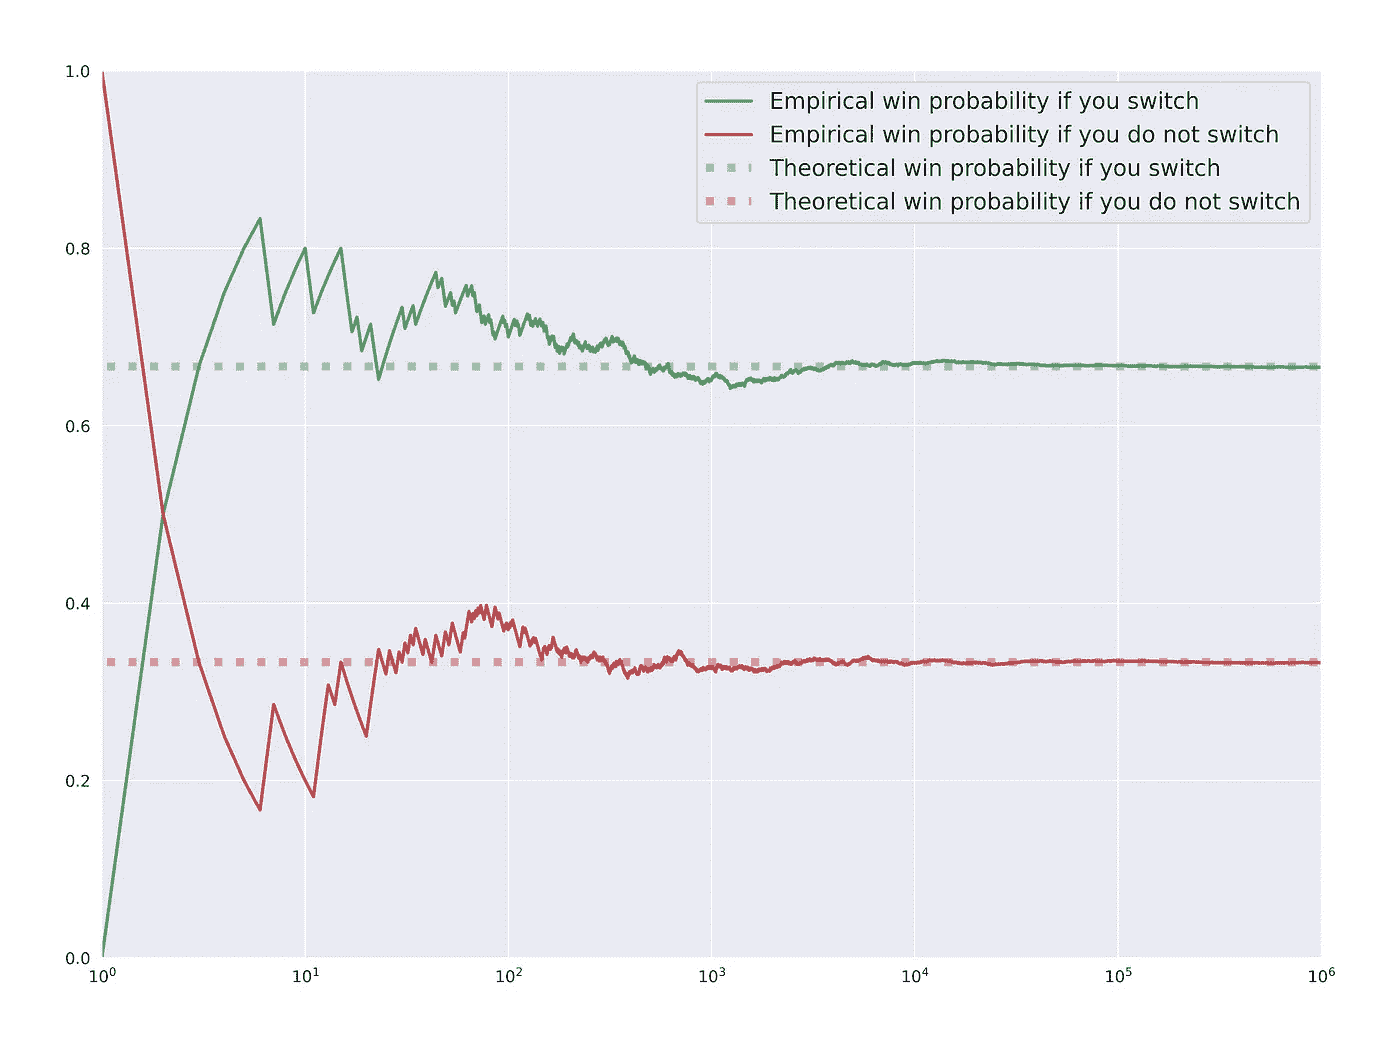 1.0
Empirical win probability if you switch
Empirical win probability if you do not switch
Theoretical win probability if you switch
Theoretical win probability if you do not switch
0.8
0.6
0.4
0.2
0.0
10⁰ 10¹ 10² 10³ 10⁴ 10⁵ 10⁶